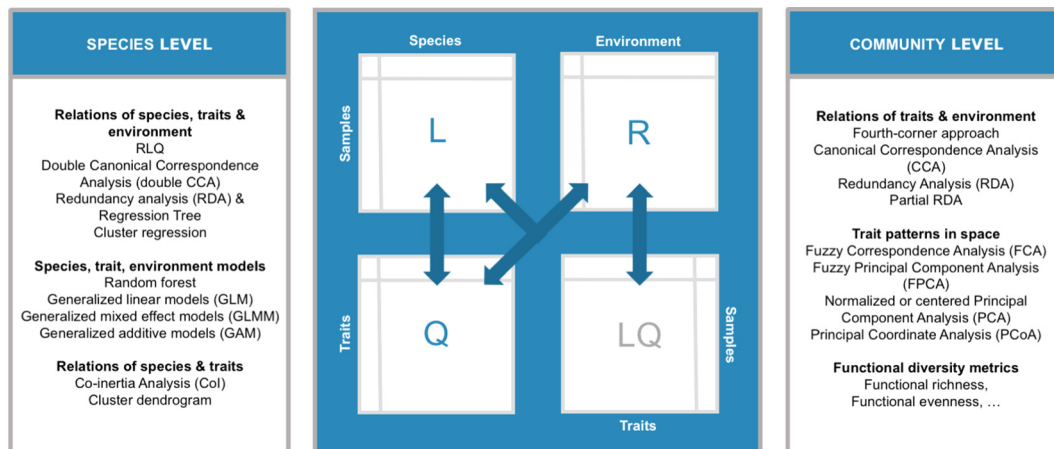 SPECIES LEVEL
Relations of species, traits &
environment
RLQ
Double Canonical Correspondence
Analysis (double CCA)
Redundancy analysis (RDA) &
Regression Tree
Cluster regression
Species, trait, environment models
Random forest
Generalized linear models (GLM)
Generalized mixed effect models (GLMM)
Generalized additive models (GAM)
Relations of species & traits
Co-inertia Analysis (CoI)
Cluster dendrogram
Species
Environment
Samples
L
R
Traits
Q
LQ
Samples
Traits
COMMUNITY LEVEL
Relations of traits & environment
Fourth-corner approach
Canonical Correspondence Analysis
(CCA)
Redundancy Analysis (RDA)
Partial RDA
Trait patterns in space
Fuzzy Correspondence Analysis (FCA)
Fuzzy Principal Component Analysis
(FPCA)
Normalized or centered Principal
Component Analysis (PCA)
Principal Coordinate Analysis (PCoA)
Functional diversity metrics
Functional richness,
Functional evenness, …